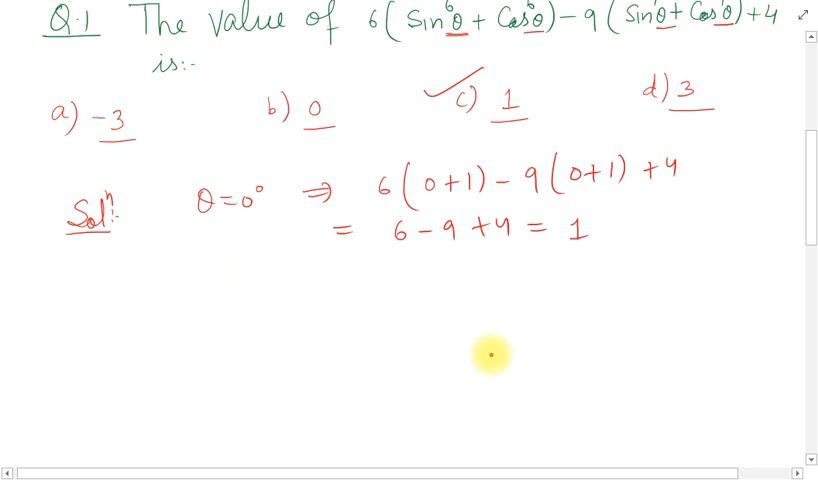 Q.1 The value of 6(Sin⁶θ + Cos⁶θ) – 9(Sin⁴θ + Cos⁴θ) + 4
is:-
a) -3 b) 0 ✓ c) 1 d) 3
Solⁿ:- θ = 0° ⇒ 6(0+1) – 9(0+1) + 4
= 6 – 9 + 4 = 1